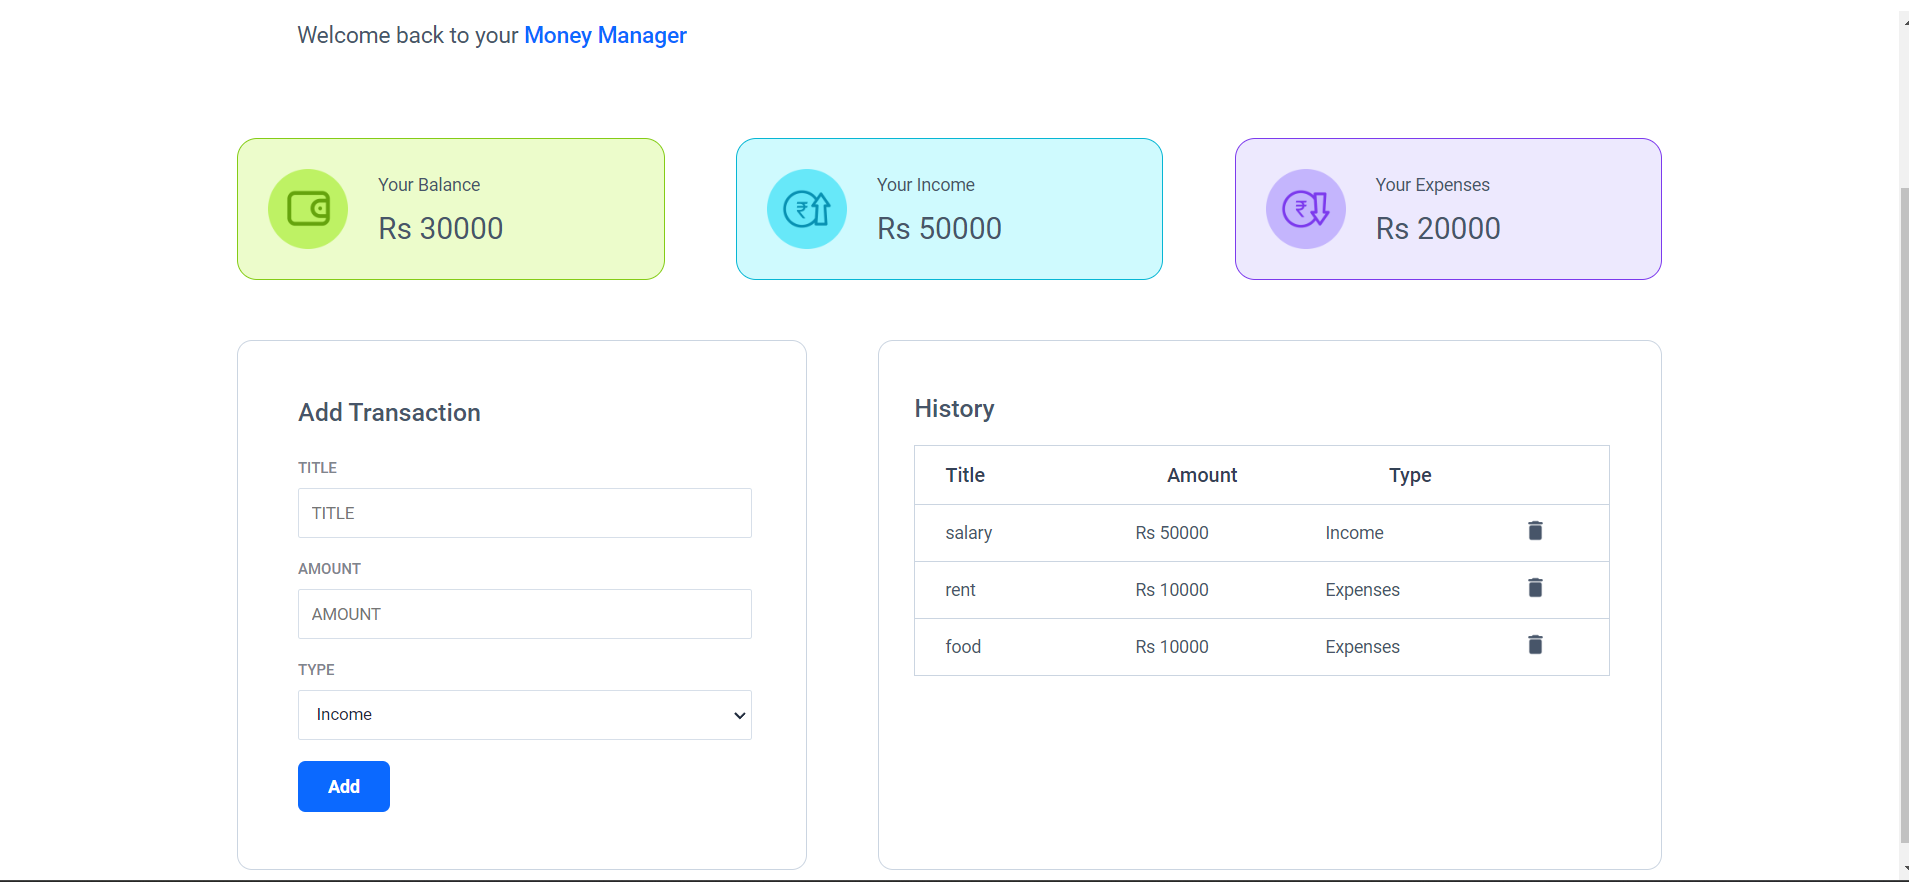 Welcome back to your Money Manager
Your Balance
Rs 30000
Your Income
Rs 50000
Your Expenses
Rs 20000
Add Transaction
TITLE
TITLE
AMOUNT
AMOUNT
TYPE
Income
Add
History
Title Amount Type
salary Rs 50000 Income
rent Rs 10000 Expenses
food Rs 10000 Expenses